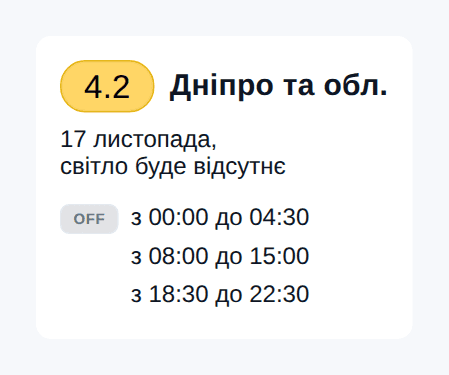 4.2 Дніпро та обл.
17 листопада,
світло буде відсутнє
OFF з 00:00 до 04:30
з 08:00 до 15:00
з 18:30 до 22:30